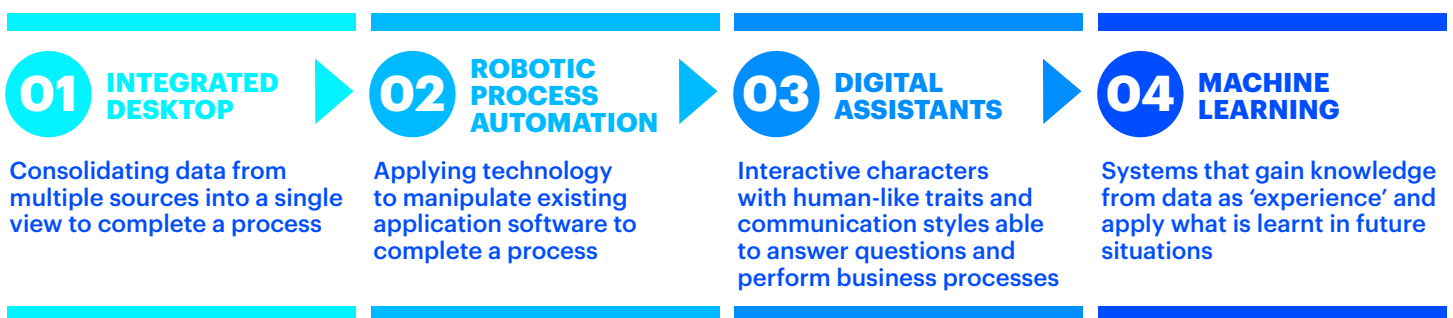 01
INTEGRATED
DESKTOP
Consolidating data from
multiple sources into a single
view to complete a process
02
ROBOTIC
PROCESS
AUTOMATION
Applying technology
to manipulate existing
application software to
complete a process
03
DIGITAL
ASSISTANTS
Interactive characters
with human-like traits and
communication styles able
to answer questions and
perform business processes
04
MACHINE
LEARNING
Systems that gain knowledge
from data as ‘experience’ and
apply what is learnt in future
situations